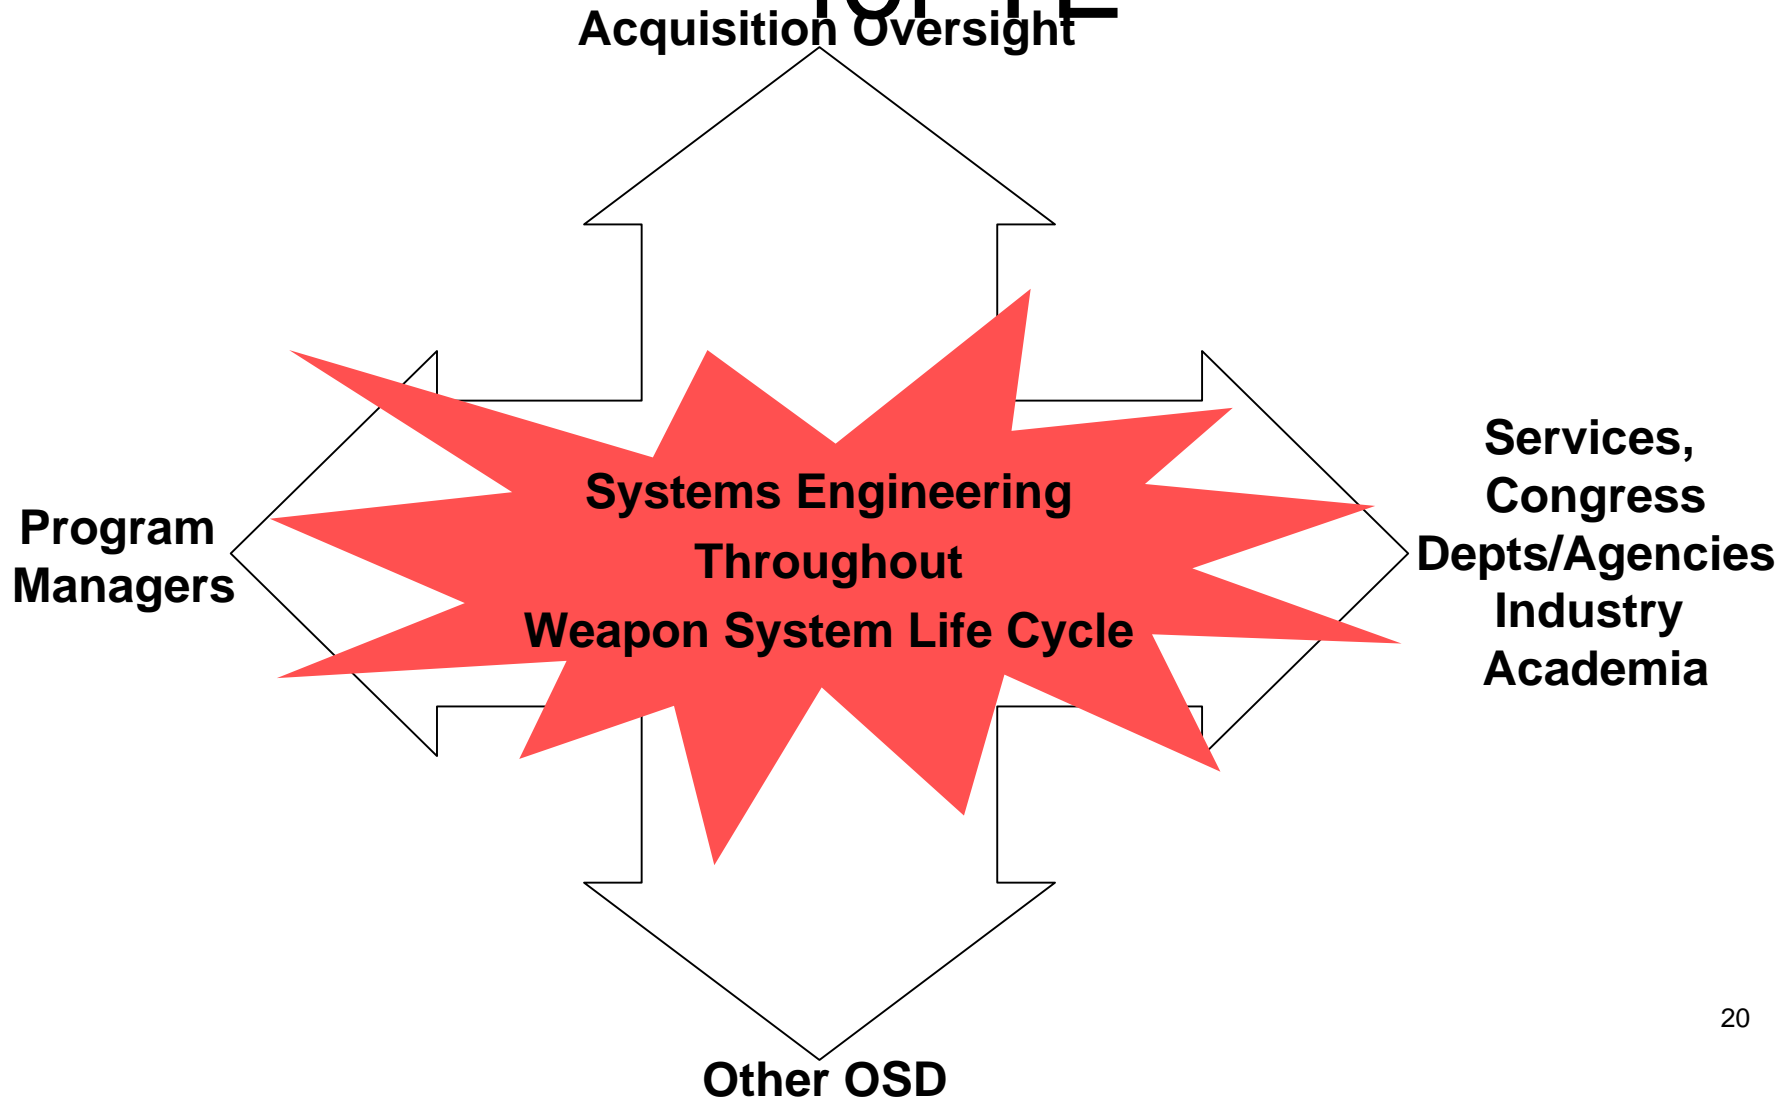 Acquisition Oversight
Systems Engineering
Throughout
Weapon System Life Cycle
Program
Managers
Services,
Congress
Depts/Agencies
Industry
Academia
Other OSD
20